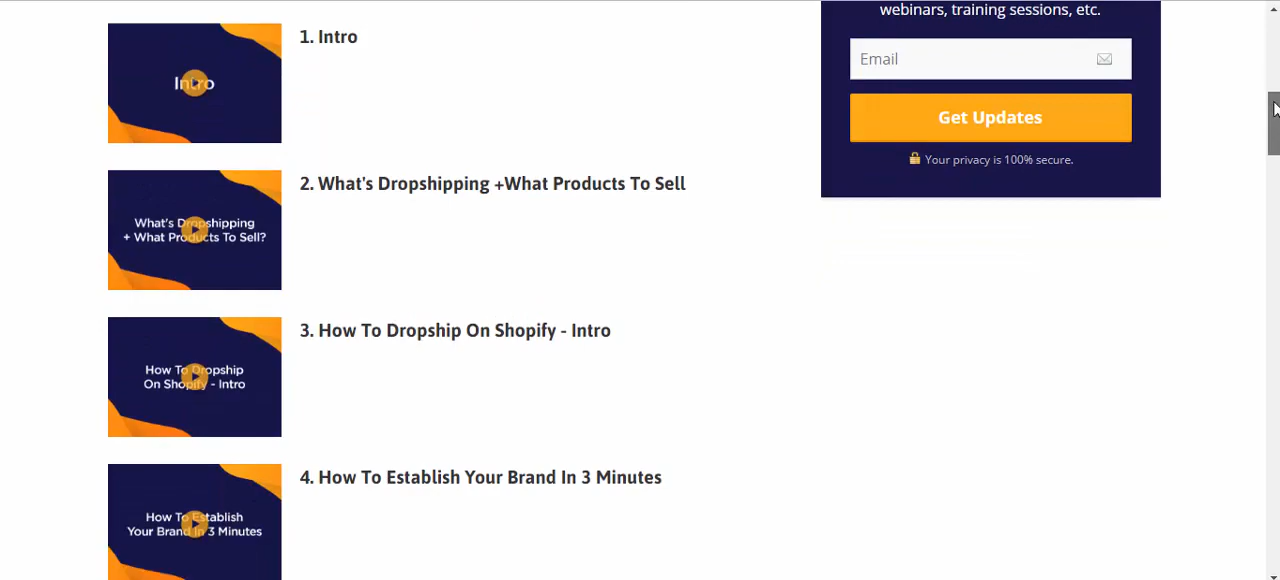 1. Intro
Intro
2. What's Dropshipping +What Products To Sell
What's Dropshipping
+ What Products To Sell?
3. How To Dropship On Shopify - Intro
How To Dropship
On Shopify - Intro
4. How To Establish Your Brand In 3 Minutes
How To Establish
Your Brand In 3 Minutes
webinars, training sessions, etc.
Email
Get Updates
Your privacy is 100% secure.